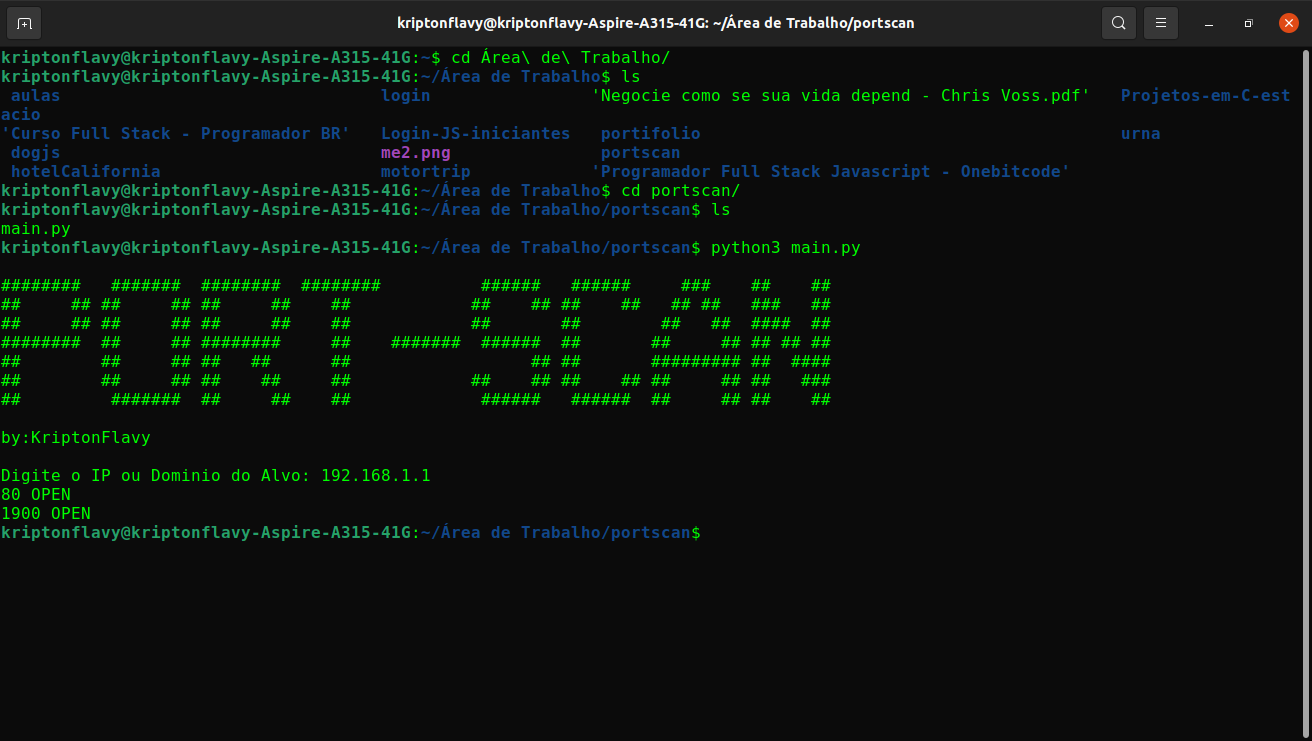 kriptonflavy@kriptonflavy-Aspire-A315-41G: ~/Área de Trabalho/portscan
kriptonflavy@kriptonflavy-Aspire-A315-41G:~$ cd Área\ de\ Trabalho/
kriptonflavy@kriptonflavy-Aspire-A315-41G:~/Área de Trabalho$ ls
 aulas                                login                'Negocie como se sua vida depend - Chris Voss.pdf'   Projetos-em-C-est
acio
'Curso Full Stack - Programador BR'   Login-JS-iniciantes   portifolio                                          urna
 dogjs                                me2.png               portscan
 hotelCalifornia                      motortrip            'Programador Full Stack Javascript - Onebitcode'
kriptonflavy@kriptonflavy-Aspire-A315-41G:~/Área de Trabalho$ cd portscan/
kriptonflavy@kriptonflavy-Aspire-A315-41G:~/Área de Trabalho/portscan$ ls
main.py
kriptonflavy@kriptonflavy-Aspire-A315-41G:~/Área de Trabalho/portscan$ python3 main.py
PORT-SCAN
by:KriptonFlavy
Digite o IP ou Dominio do Alvo: 192.168.1.1
80 OPEN
1900 OPEN
kriptonflavy@kriptonflavy-Aspire-A315-41G:~/Área de Trabalho/portscan$